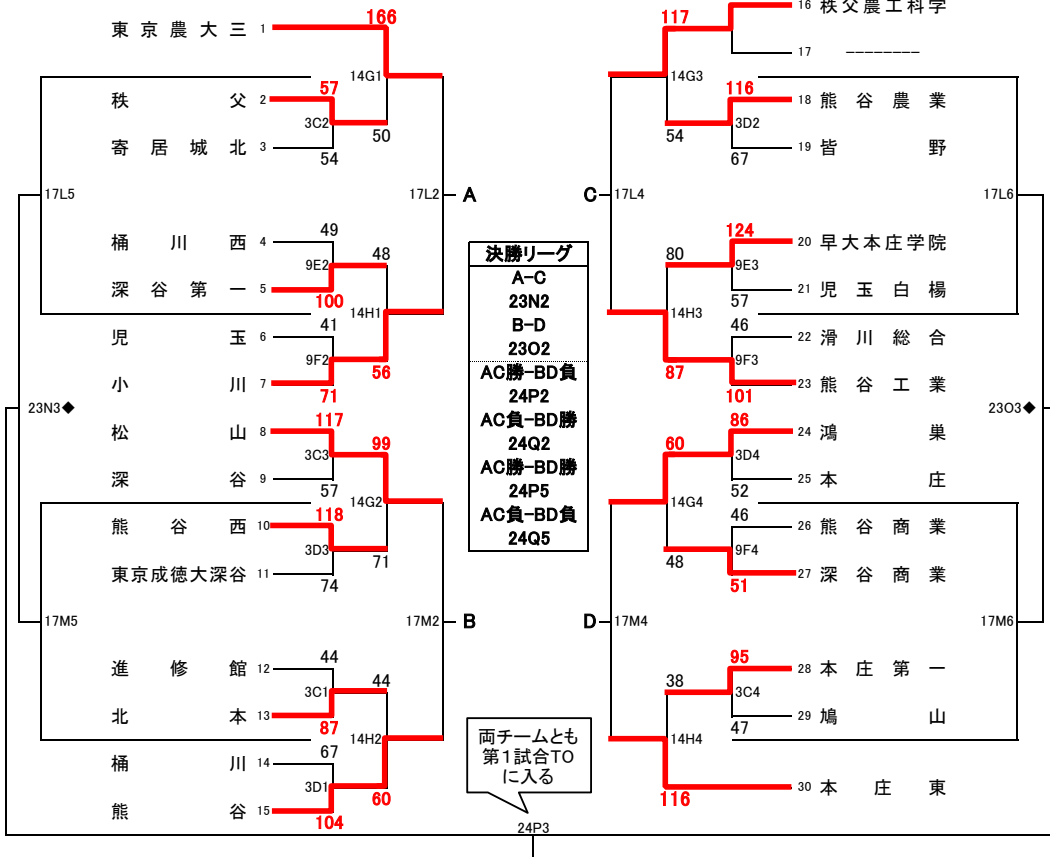 166
東京農大三 1
14G1
秩父 2
57
3C2
寄居城北 3
54
50
17L5
17L2
A
桶川西 4
49
48
9E2
深谷第一 5
100
14H1
児玉 6
41
9F2
56
小川 7
71
23N3◆
松山 8
117
99
3C3
深谷 9
57
14G2
熊谷西 10
118
3D3
71
東京成徳大深谷 11
74
17M5
17M2
B
進修館 12
44
44
3C1
北本 13
87
14H2
桶川 14
67
3D1
60
熊谷 15
104
決勝リーグ
A-C
23N2
B-D
23O2
AC勝-BD負
24P2
AC負-BD勝
24Q2
AC勝-BD勝
24P5
AC負-BD負
24Q5
両チームとも
第1試合TO
に入る
24P3
117
16 秩父農工科学
17 --------
14G3
116
18 熊谷農業
3D2
54
67
19 皆野
C
17L4
17L6
80
124
20 早大本庄学院
9E3
57
21 児玉白楊
14H3
46
22 滑川総合
9F3
87
101
23 熊谷工業
23O3◆
60
86
24 鴻巣
3D4
52
25 本庄
14G4
46
26 熊谷商業
9F4
48
51
27 深谷商業
D
17M4
17M6
38
95
28 本庄第一
3C4
47
29 鳩山
14H4
116
30 本庄東